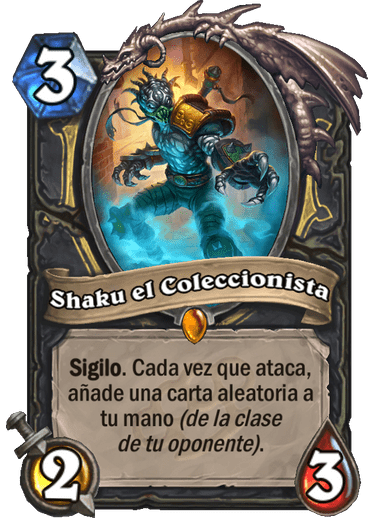 3
Shaku el Coleccionista
Sigilo. Cada vez que ataca,
añade una carta aleatoria a
tu mano (de la clase
de tu oponente).
2
3